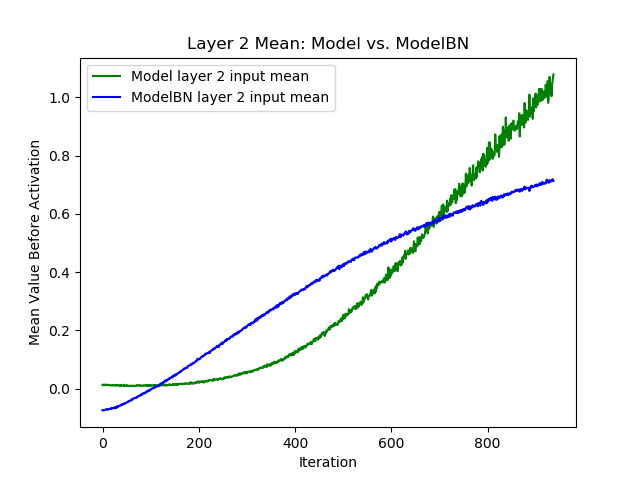 Layer 2 Mean: Model vs. ModelBN
Model layer 2 input mean
ModelBN layer 2 input mean
Mean Value Before Activation
1.0
0.8
0.6
0.4
0.2
0.0
0 200 400 600 800
Iteration